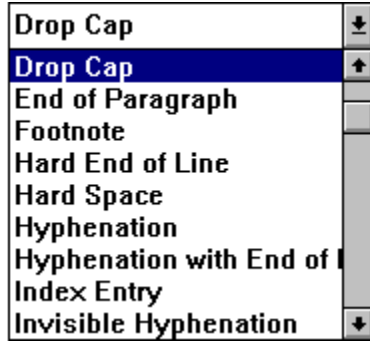 Drop Cap
Drop Cap
End of Paragraph
Footnote
Hard End of Line
Hard Space
Hyphenation
Hyphenation with End of
Index Entry
Invisible Hyphenation